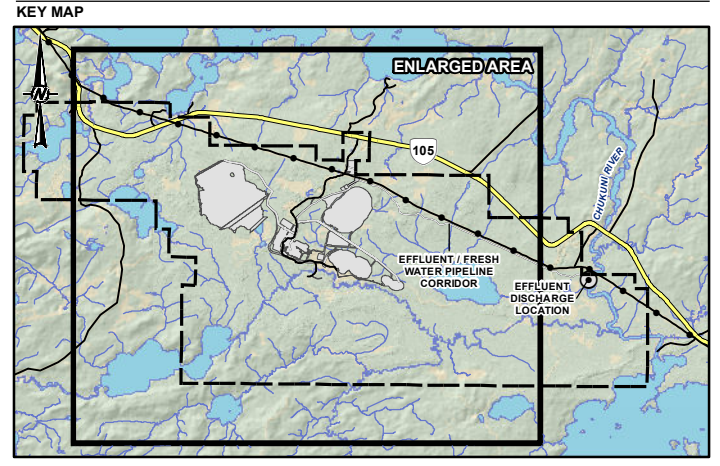 KEY MAP
ENLARGED AREA
N
105
CHUKUNI RIVER
EFFLUENT / FRESH
WATER PIPELINE
CORRIDOR
EFFLUENT
DISCHARGE
LOCATION